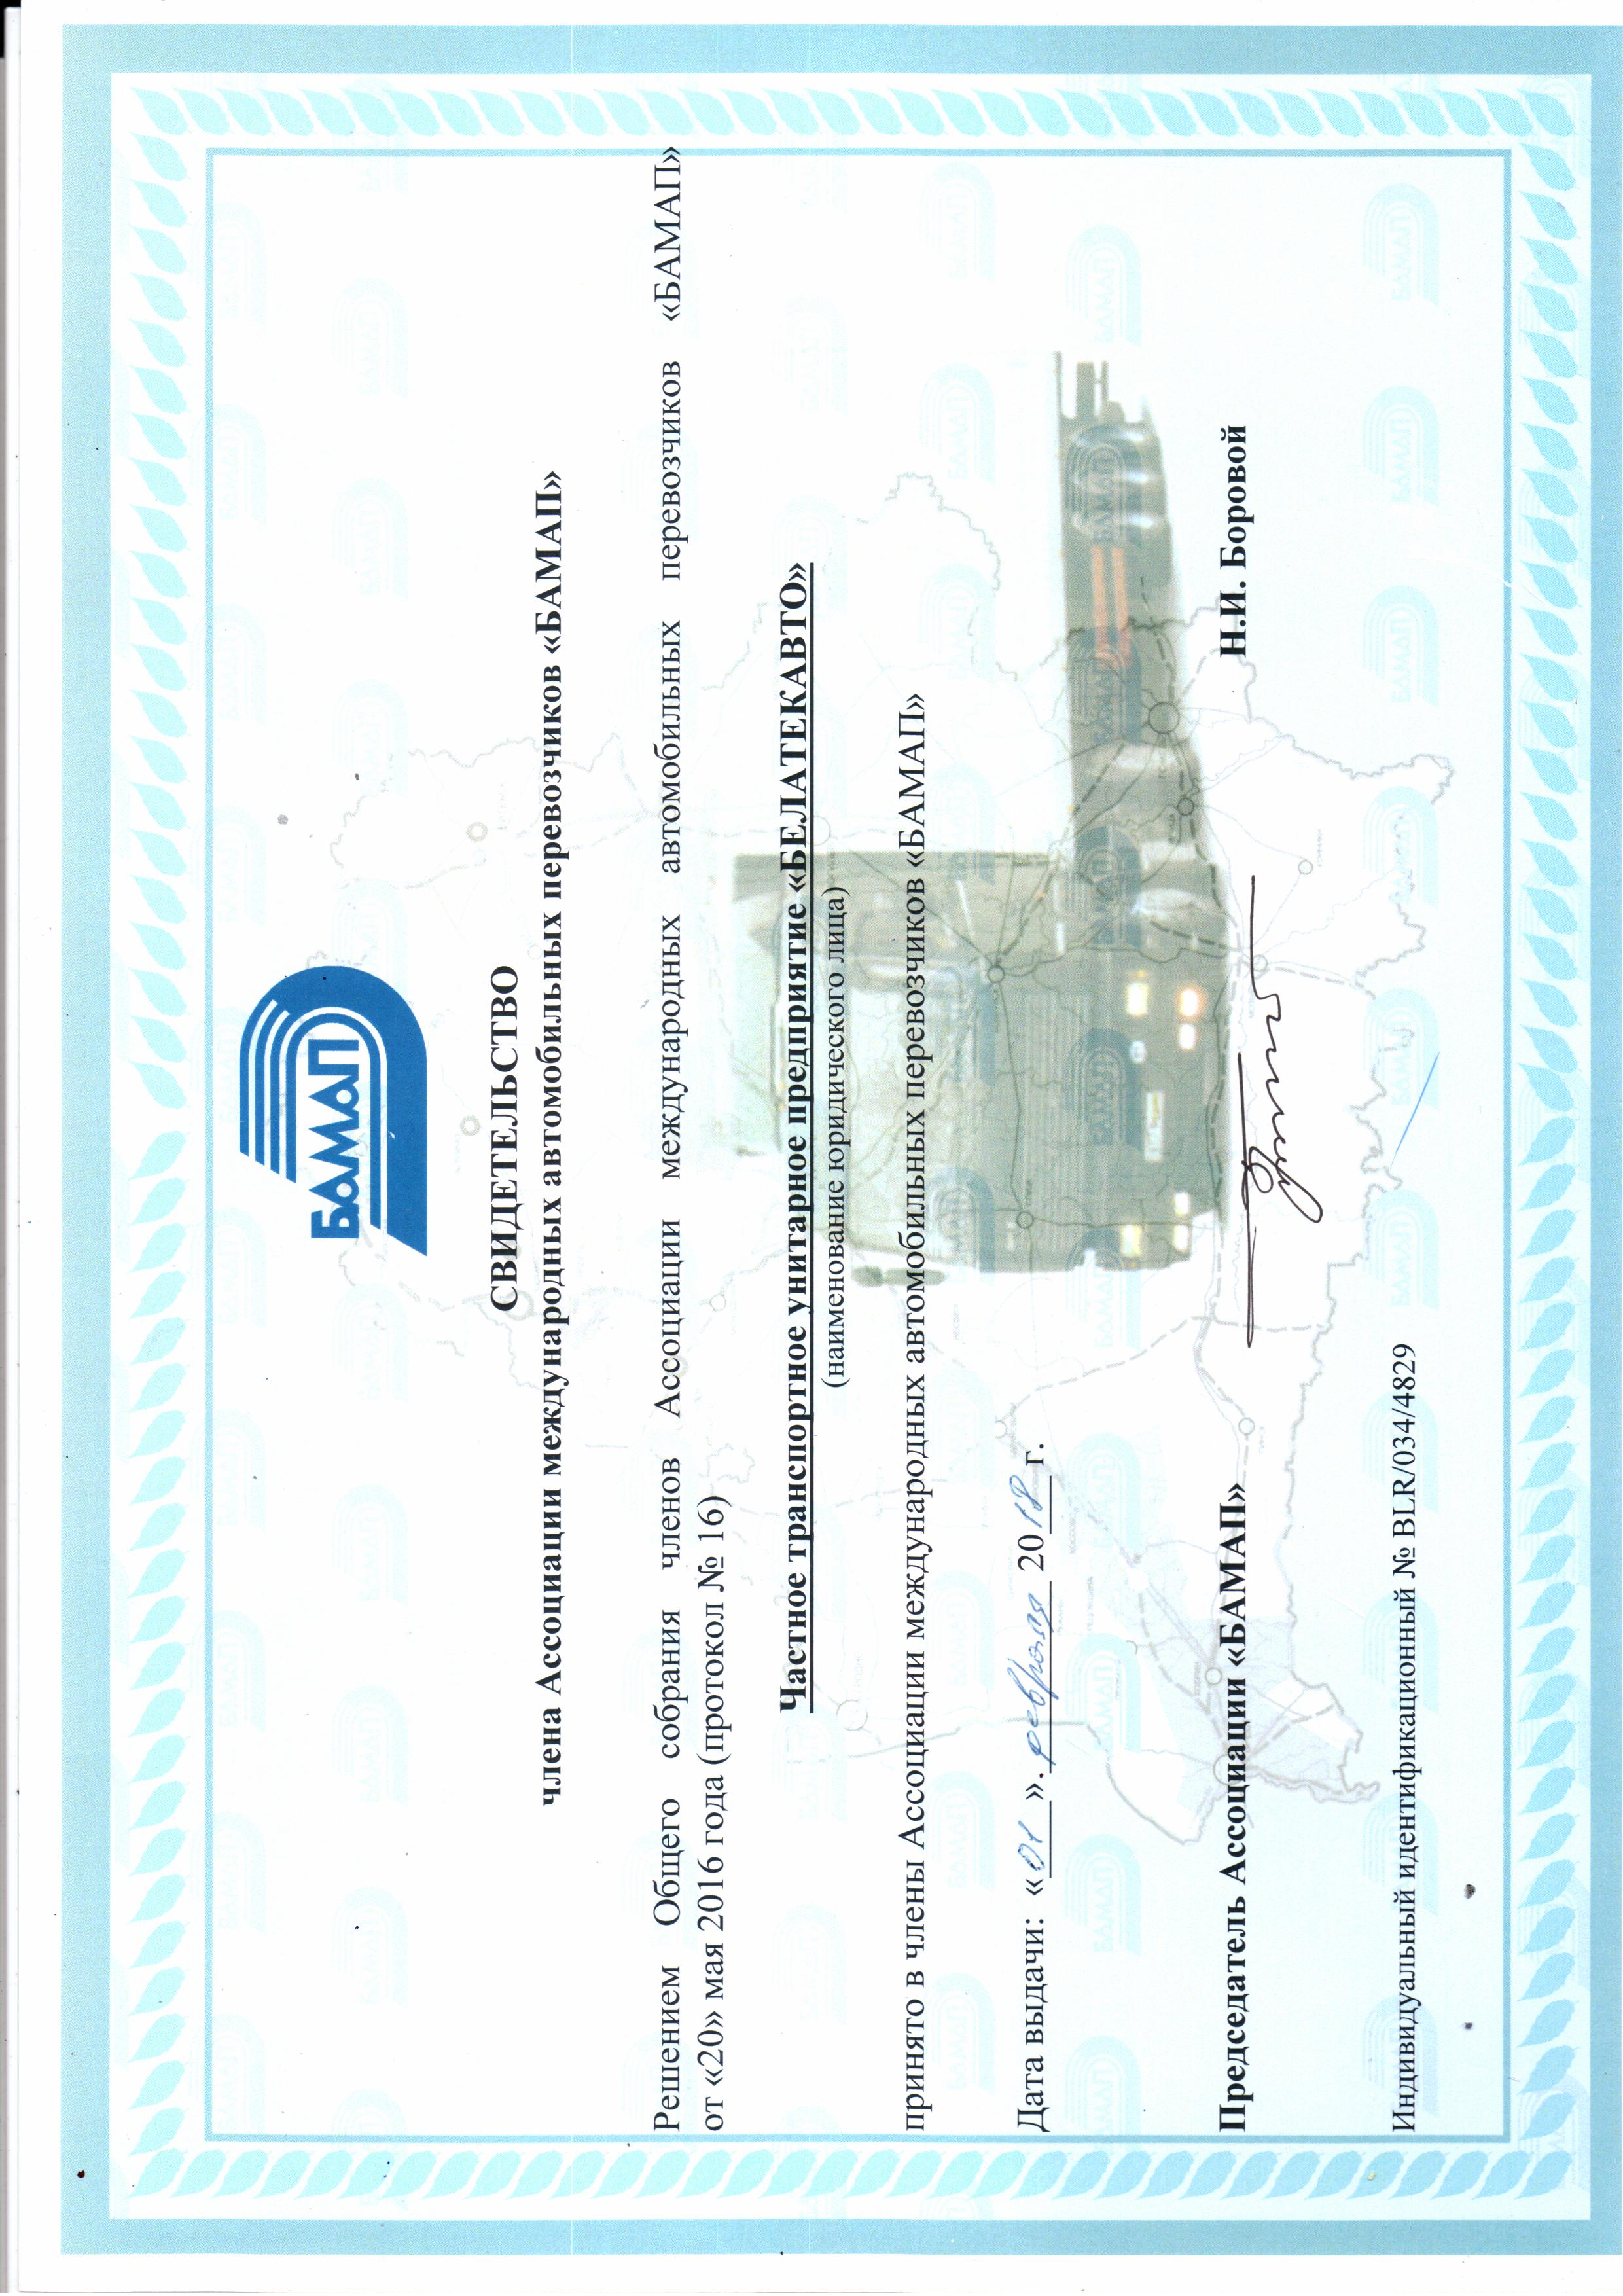 БАМАП
СВИДЕТЕЛЬСТВО
члена Ассоциации международных автомобильных перевозчиков «БАМАП»
Решением Общего собрания членов Ассоциации международных автомобильных перевозчиков «БАМАП»
от «20» мая 2016 года (протокол № 16)
Частное транспортное унитарное предприятие «БЕЛАТЕКАВТО»
(наименование юридического лица)
принято в члены Ассоциации международных автомобильных перевозчиков «БАМАП»
Дата выдачи: «01». февраля 2018 г.
Председатель Ассоциации «БАМАП» Н.И. Боровой
Индивидуальный идентификационный № BLR/034/4829